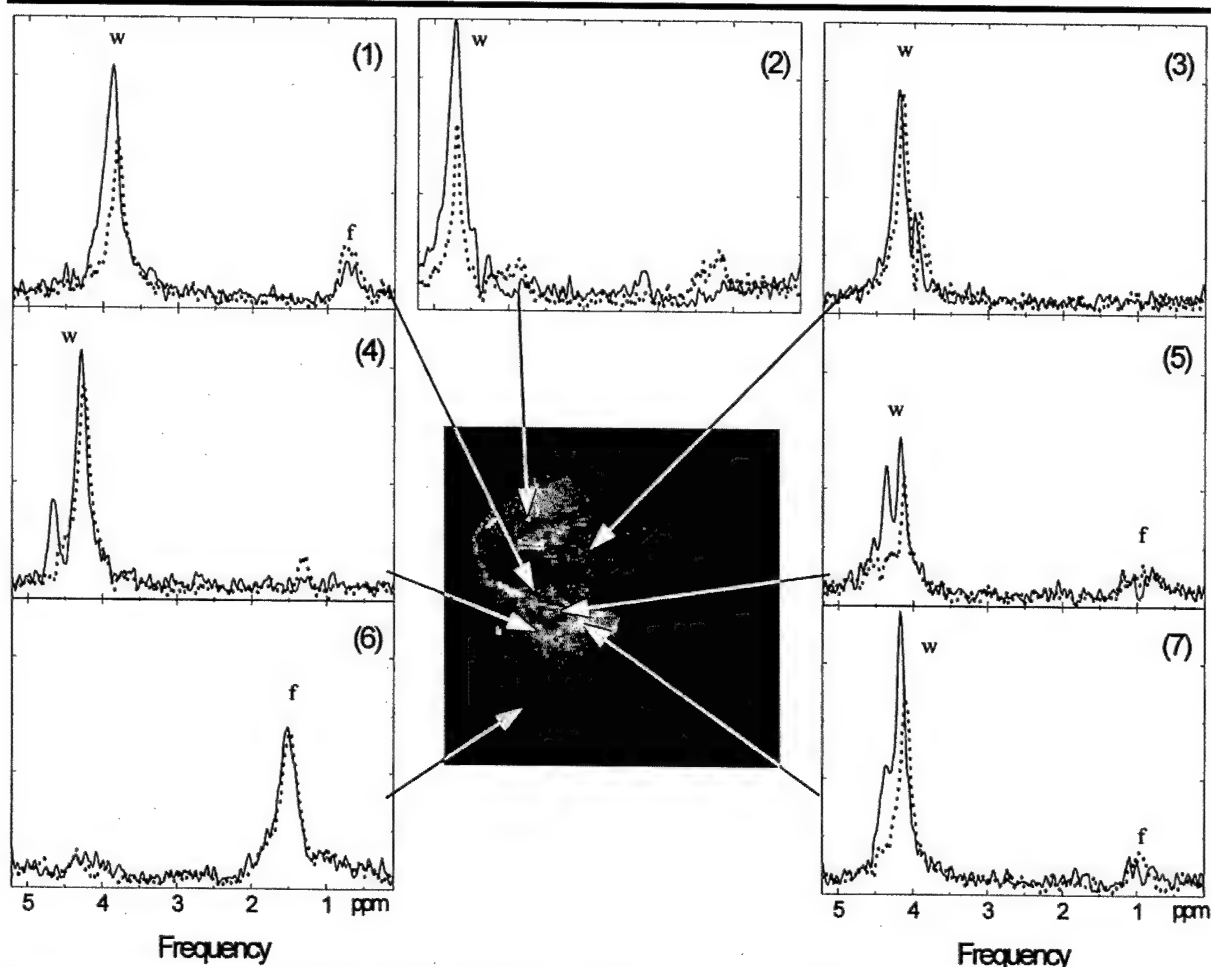 w
(1)
f
w
(2)
w
(3)
w
(4)
w
(5)
f
f
(6)
w
(7)
f
5 4 3 2 1 ppm
5 4 3 2 1 ppm
Frequency
Frequency